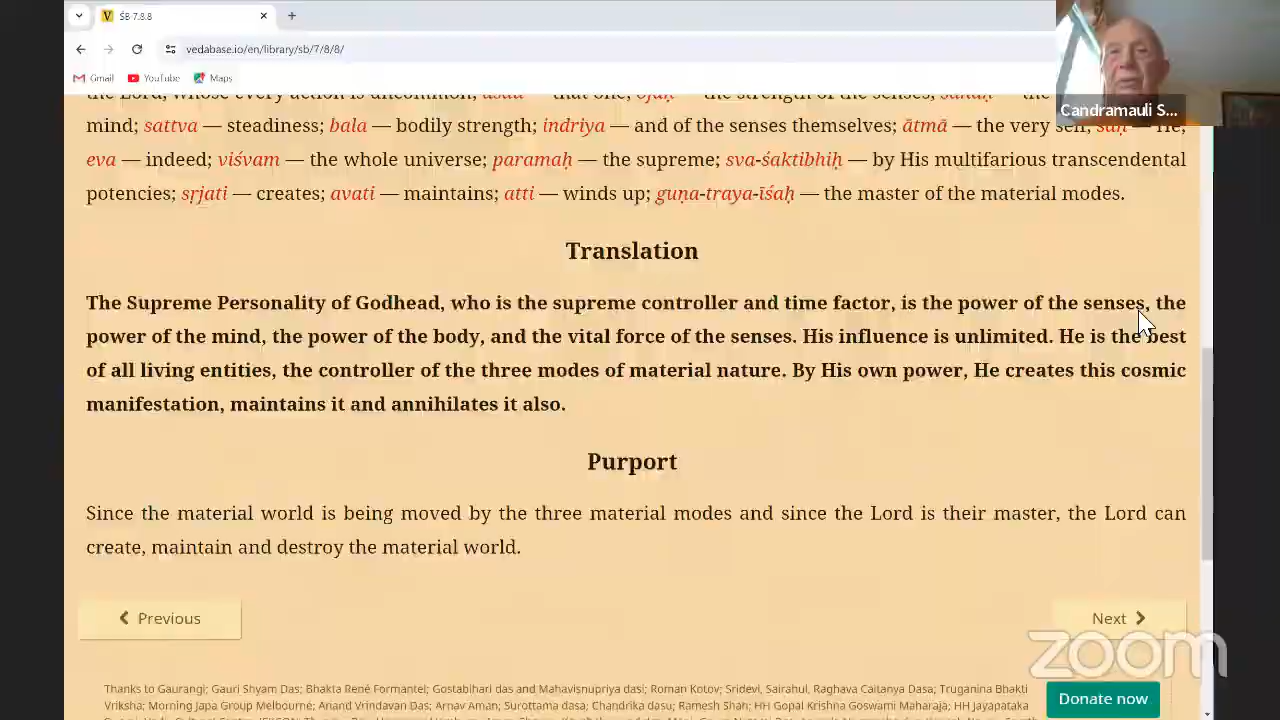 ŚB 7.8.8
vedabase.io/en/library/sb/7/8/8/
Gmail YouTube Maps
Candramauli S...
the Lord, whose every action is uncommon; asau — that one; ojaḥ — the strength of the senses; sahaḥ — the
mind; sattva — steadiness; bala — bodily strength; indriya — and of the senses themselves; ātmā — the very self; saḥ — He;
eva — indeed; viśvam — the whole universe; paramaḥ — the supreme; sva-śaktibhiḥ — by His multifarious transcendental
potencies; sṛjati — creates; avati — maintains; atti — winds up; guṇa-traya-īśaḥ — the master of the material modes.
Translation
The Supreme Personality of Godhead, who is the supreme controller and time factor, is the power of the senses, the
power of the mind, the power of the body, and the vital force of the senses. His influence is unlimited. He is the best
of all living entities, the controller of the three modes of material nature. By His own power, He creates this cosmic
manifestation, maintains it and annihilates it also.
Purport
Since the material world is being moved by the three material modes and since the Lord is their master, the Lord can
create, maintain and destroy the material world.
Previous
Next
zoom
Thanks to Gaurangi; Gauri Shyam Das; Bhakta René Formantel; Gostabihari das and Mahavisnupriya dasi; Roman Kotov; Sridevi, Sairahul, Raghava Caitanya Dasa; Truganina Bhakti
Vriksha; Morning Japa Group Melbourne; Anand Vrindavan Das; Arnav Aman; Surottama dasa; Chandrika dasu; Ramesh Shah; HH Gopal Krishna Goswami Maharaja; HH Jayapataka
Donate now